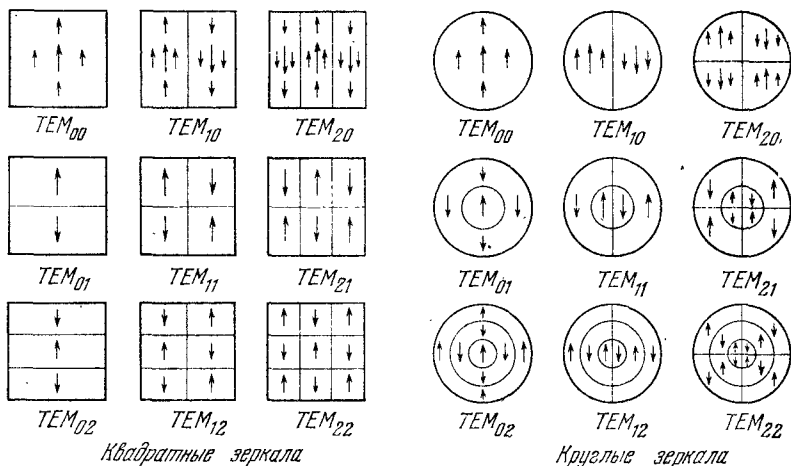 TEM₀₀ TEM₁₀ TEM₂₀ TEM₀₀ TEM₁₀ TEM₂₀,
TEM₀₁ TEM₁₁ TEM₂₁ TEM₀₁ TEM₁₁ TEM₂₁
TEM₀₂ TEM₁₂ TEM₂₂ TEM₀₂ TEM₁₂ TEM₂₂
Квадратные зеркала Круглые зеркала